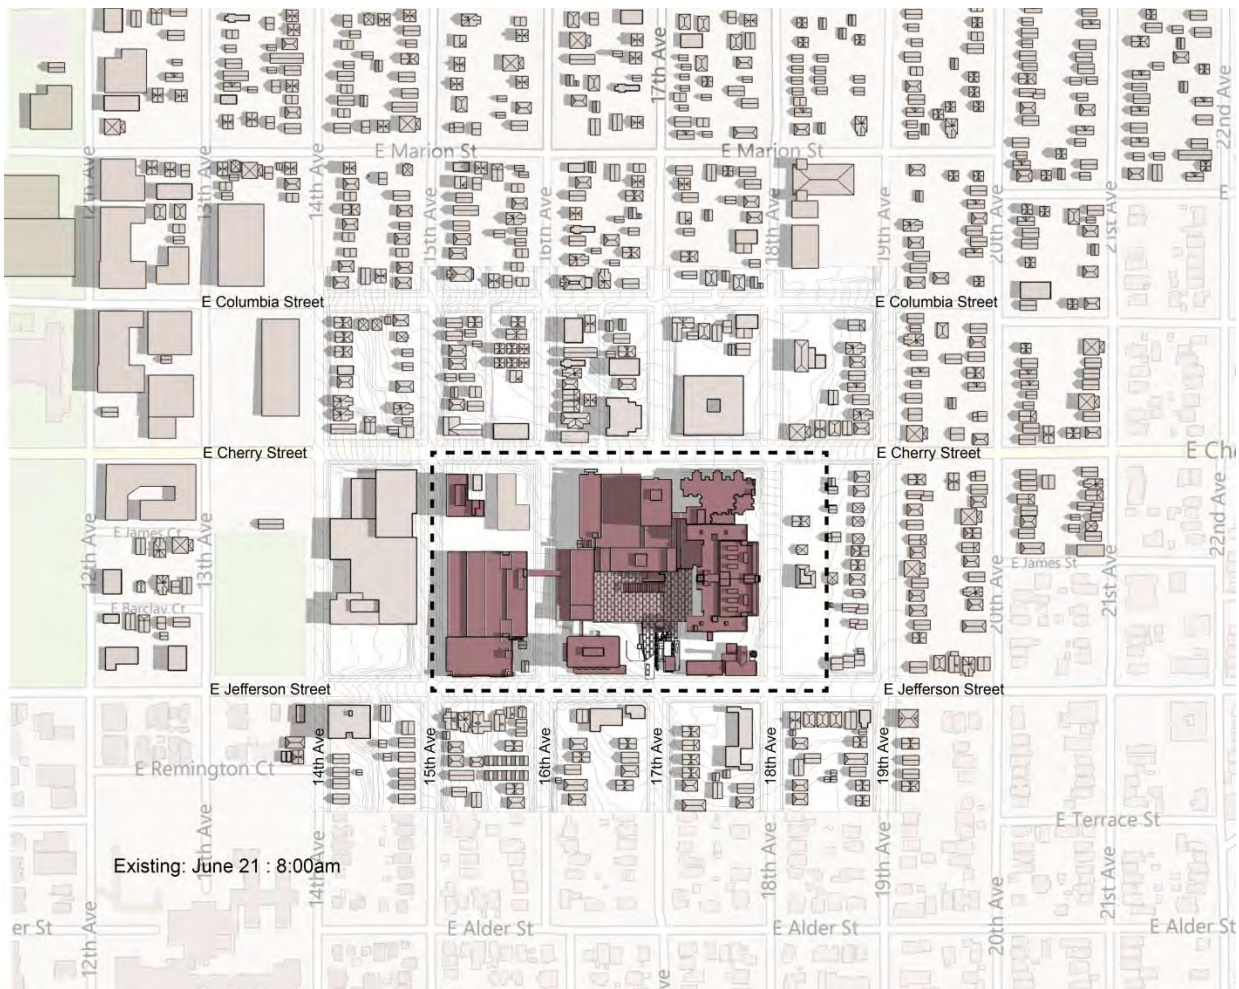 17th Ave
22nd Ave
E Marion St
E Marion St
12th Ave
13th Ave
14th Ave
15th Ave
16th Ave
18th Ave
19th Ave
20th Ave
21st Ave
E
E Columbia Street
E Columbia Street
E Cherry Street
E Cherry Street
E Che
12th Ave
13th Ave
E James Ct
22nd Ave
E James St
21st Ave
20th Ave
E Barclay Ct
E Jefferson Street
E Jefferson Street
14th Ave
15th Ave
16th Ave
17th Ave
18th Ave
19th Ave
E Remington Ct
E Terrace St
Existing: June 21 : 8:00am
14th Ave
18th Ave
19th Ave
21st Ave
er St
12th Ave
E Alder St
E Alder St
20th Ave
E Alder St
ve